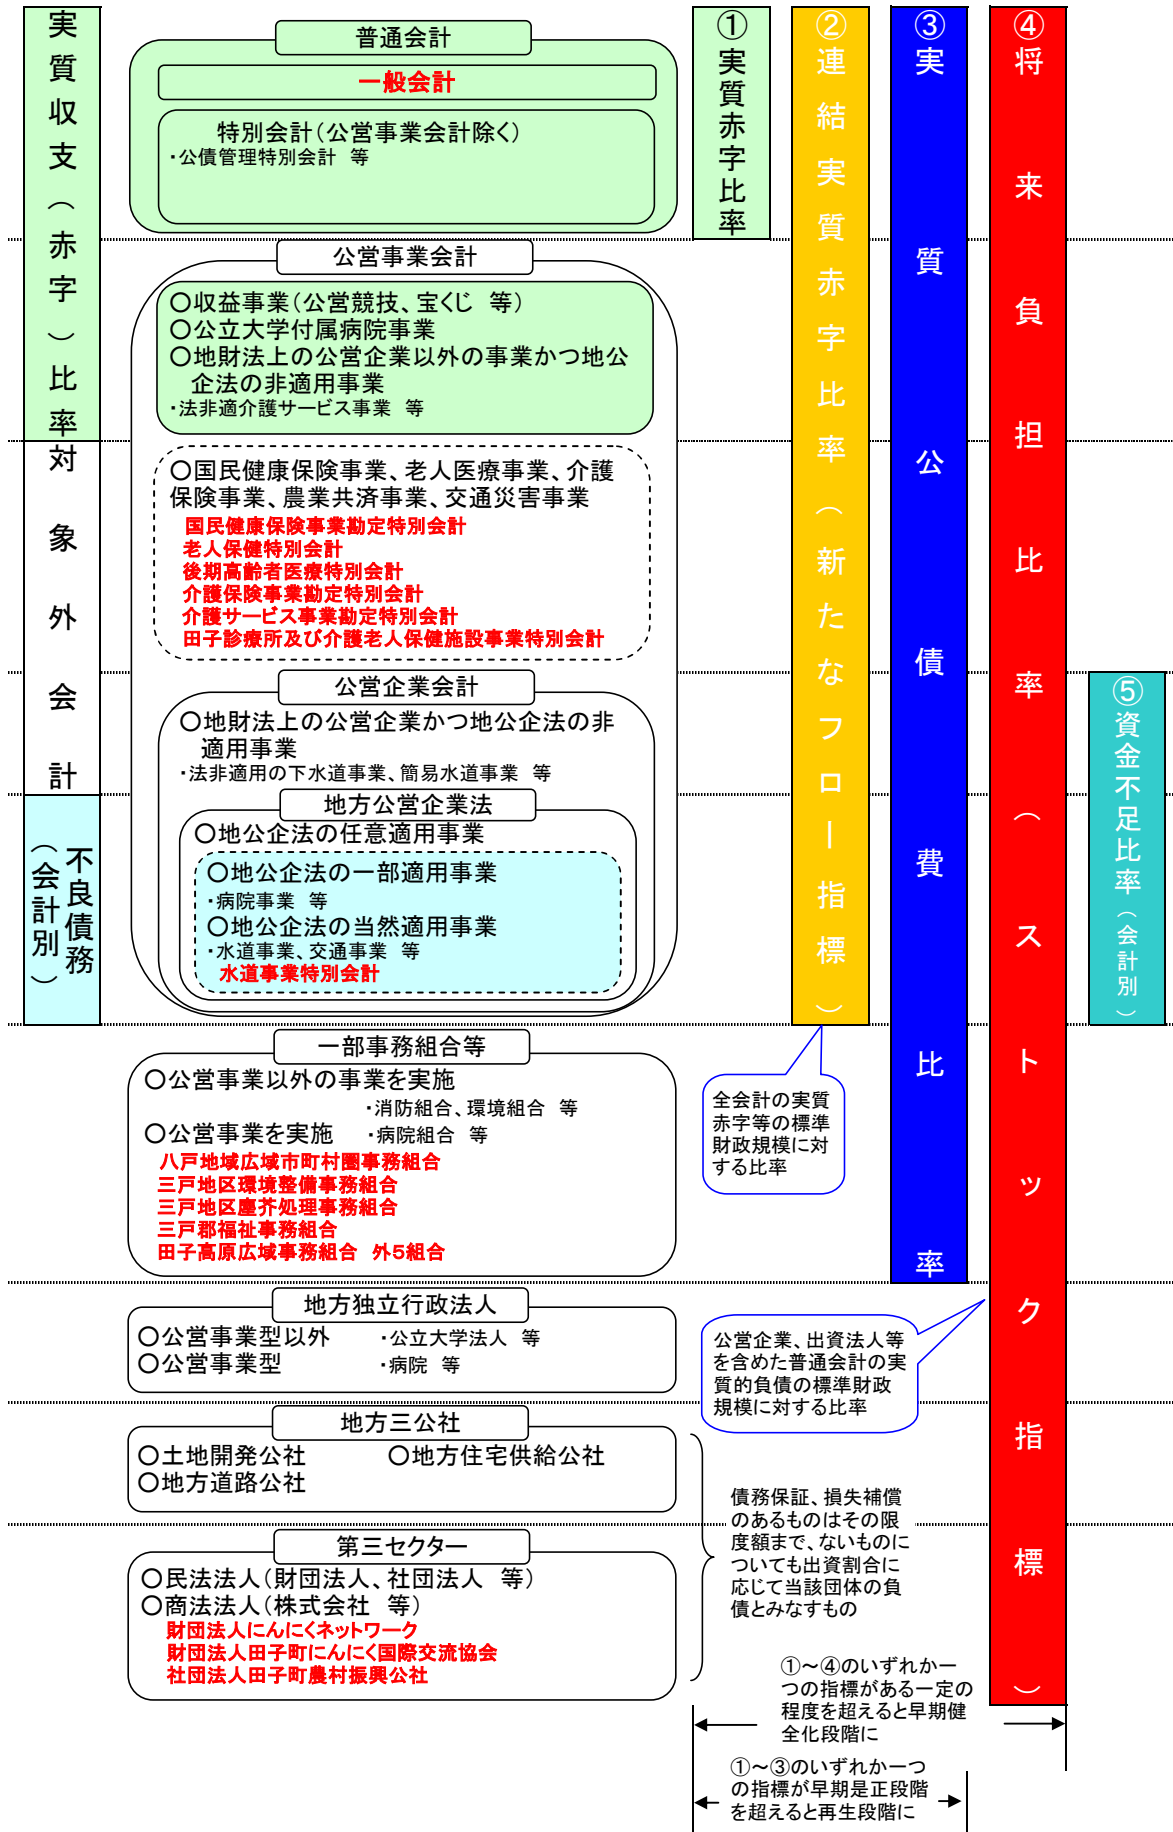 実質収支（赤字）比率
対象外会計
不良債務
（会計別）
普通会計
一般会計
特別会計（公営事業会計除く）
・公債管理特別会計　等
公営事業会計
〇収益事業（公営競技、宝くじ　等）
〇公立大学付属病院事業
〇地財法上の公営企業以外の事業かつ地公
企法の非適用事業
・法非適介護サービス事業　等
〇国民健康保険事業、老人医療事業、介護
保険事業、農業共済事業、交通災害事業
国民健康保険事業勘定特別会計
老人保健特別会計
後期高齢者医療特別会計
介護保険事業勘定特別会計
介護サービス事業勘定特別会計
田子診療所及び介護老人保健施設事業特別会計
公営企業会計
〇地財法上の公営企業かつ地公企法の非
適用事業
・法非適用の下水道事業、簡易水道事業　等
地方公営企業法
〇地公企法の任意適用事業
〇地公企法の一部適用事業
・病院事業　等
〇地公企法の当然適用事業
・水道事業、交通事業　等
水道事業特別会計
一部事務組合等
〇公営事業以外の事業を実施
・消防組合、環境組合　等
〇公営事業を実施　・病院組合　等
八戸地域広域市町村圏事務組合
三戸地区環境整備事務組合
三戸地区塵芥処理事務組合
三戸郡福祉事務組合
田子高原広域事務組合　外５組合
地方独立行政法人
〇公営事業型以外　・公立大学法人　等
〇公営事業型　・病院　等
地方三公社
〇土地開発公社　〇地方住宅供給公社
〇地方道路公社
第三セクター
〇民法法人（財団法人、社団法人　等）
〇商法法人（株式会社　等）
財団法人にんにくネットワーク
財団法人田子町にんにく国際交流協会
社団法人田子町農村振興公社
①実質赤字比率
②連結実質赤字比率（新たなフロー指標）
③実質公債費比率
④将来負担比率（ストック指標）
⑤資金不足比率（会計別）
全会計の実質
赤字等の標準
財政規模に対
する比率
公営企業、出資法人等
を含めた普通会計の実
質的負債の標準財政
規模に対する比率
債務保証、損失補償
のあるものはその限
度額まで、ないものに
ついても出資割合に
応じて当該団体の負
債とみなすもの
①～④のいずれか一
つの指標がある一定の
程度を超えると早期健
全化段階に
①～③のいずれか一つ
の指標が早期是正段階
を超えると再生段階に